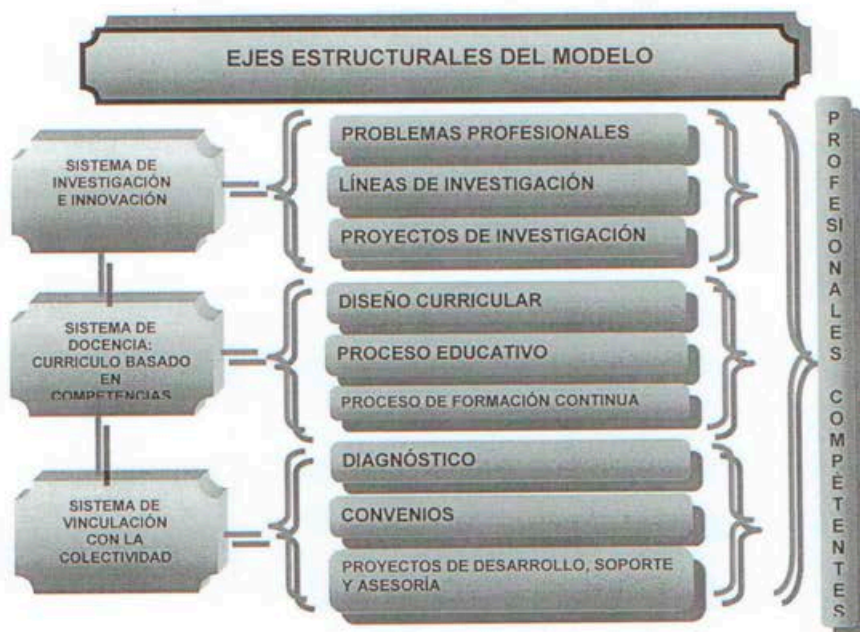 EJES ESTRUCTURALES DEL MODELO
SISTEMA DE
INVESTIGACIÓN
E INNOVACIÓN
PROBLEMAS PROFESIONALES
LÍNEAS DE INVESTIGACIÓN
PROYECTOS DE INVESTIGACIÓN
SISTEMA DE
DOCENCIA:
CURRICULO BASADO
EN
COMPETENCIAS
DISEÑO CURRICULAR
PROCESO EDUCATIVO
PROCESO DE FORMACIÓN CONTINUA
SISTEMA DE
VINCULACIÓN
CON LA
COLECTIVIDAD
DIAGNÓSTICO
CONVENIOS
PROYECTOS DE DESARROLLO, SOPORTE
Y ASESORÍA
PROFESIONALES COMPETENTES